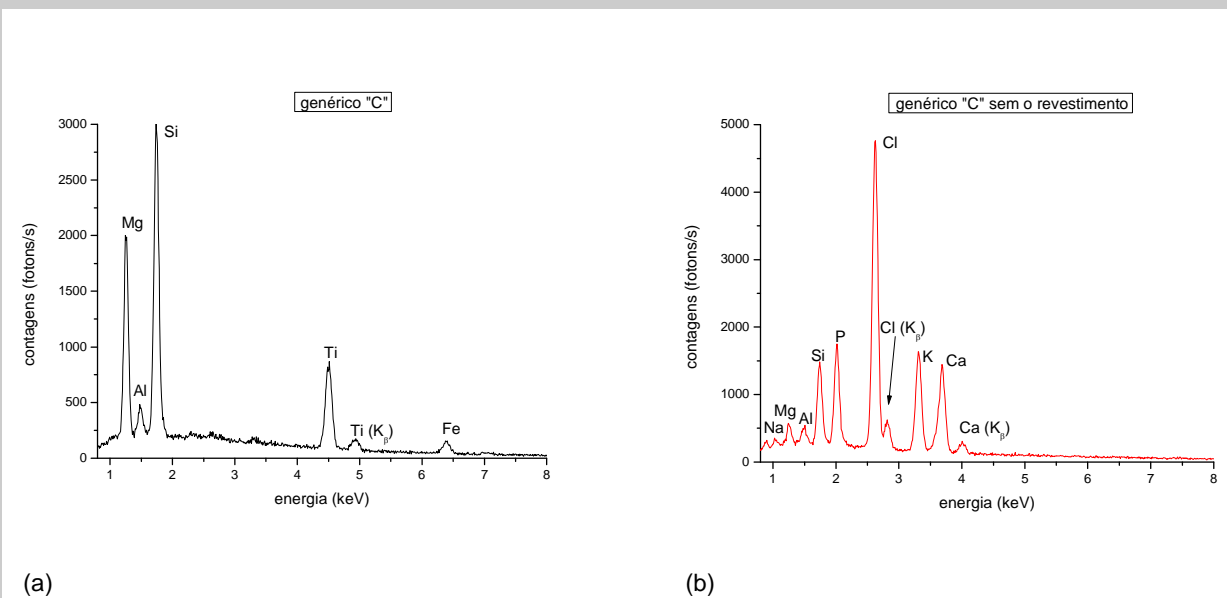 genérico "C"
3000
2500
2000
1500
1000
500
0
contagens (fotons/s)
Mg
Al
Si
Ti
Ti (Kβ)
Fe
1 2 3 4 5 6 7 8
energia (keV)
(a)
genérico "C" sem o revestimento
5000
4000
3000
2000
1000
0
contagens (fotons/s)
Na
Mg
Al
Si
P
Cl
Cl (Kβ)
K
Ca
Ca (Kβ)
1 2 3 4 5 6 7 8
energia (keV)
(b)